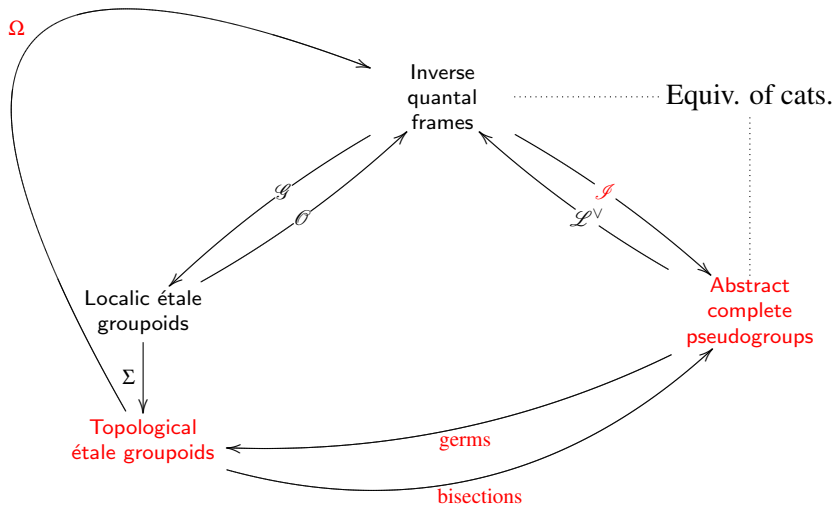 Ω
Inverse
quantal
frames
Equiv. of cats.
𝒢
𝒪
ℐ
ℒ∨
Localic étale
groupoids
Abstract
complete
pseudogroups
Σ
Topological
étale groupoids
germs
bisections